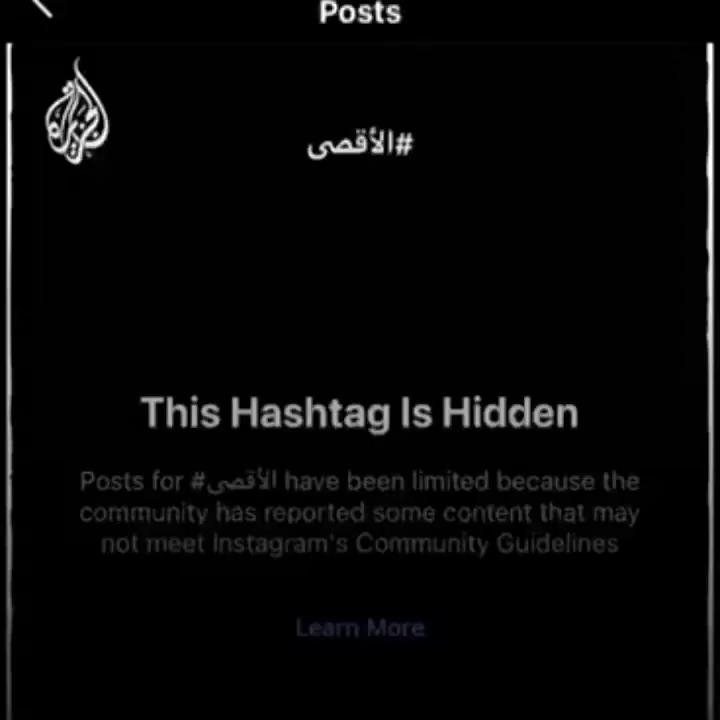 Posts
#الأقصى
This Hashtag Is Hidden
Posts for #الأقصى have been limited because the
community has reported some content that may
not meet Instagram's Community Guidelines
Learn More